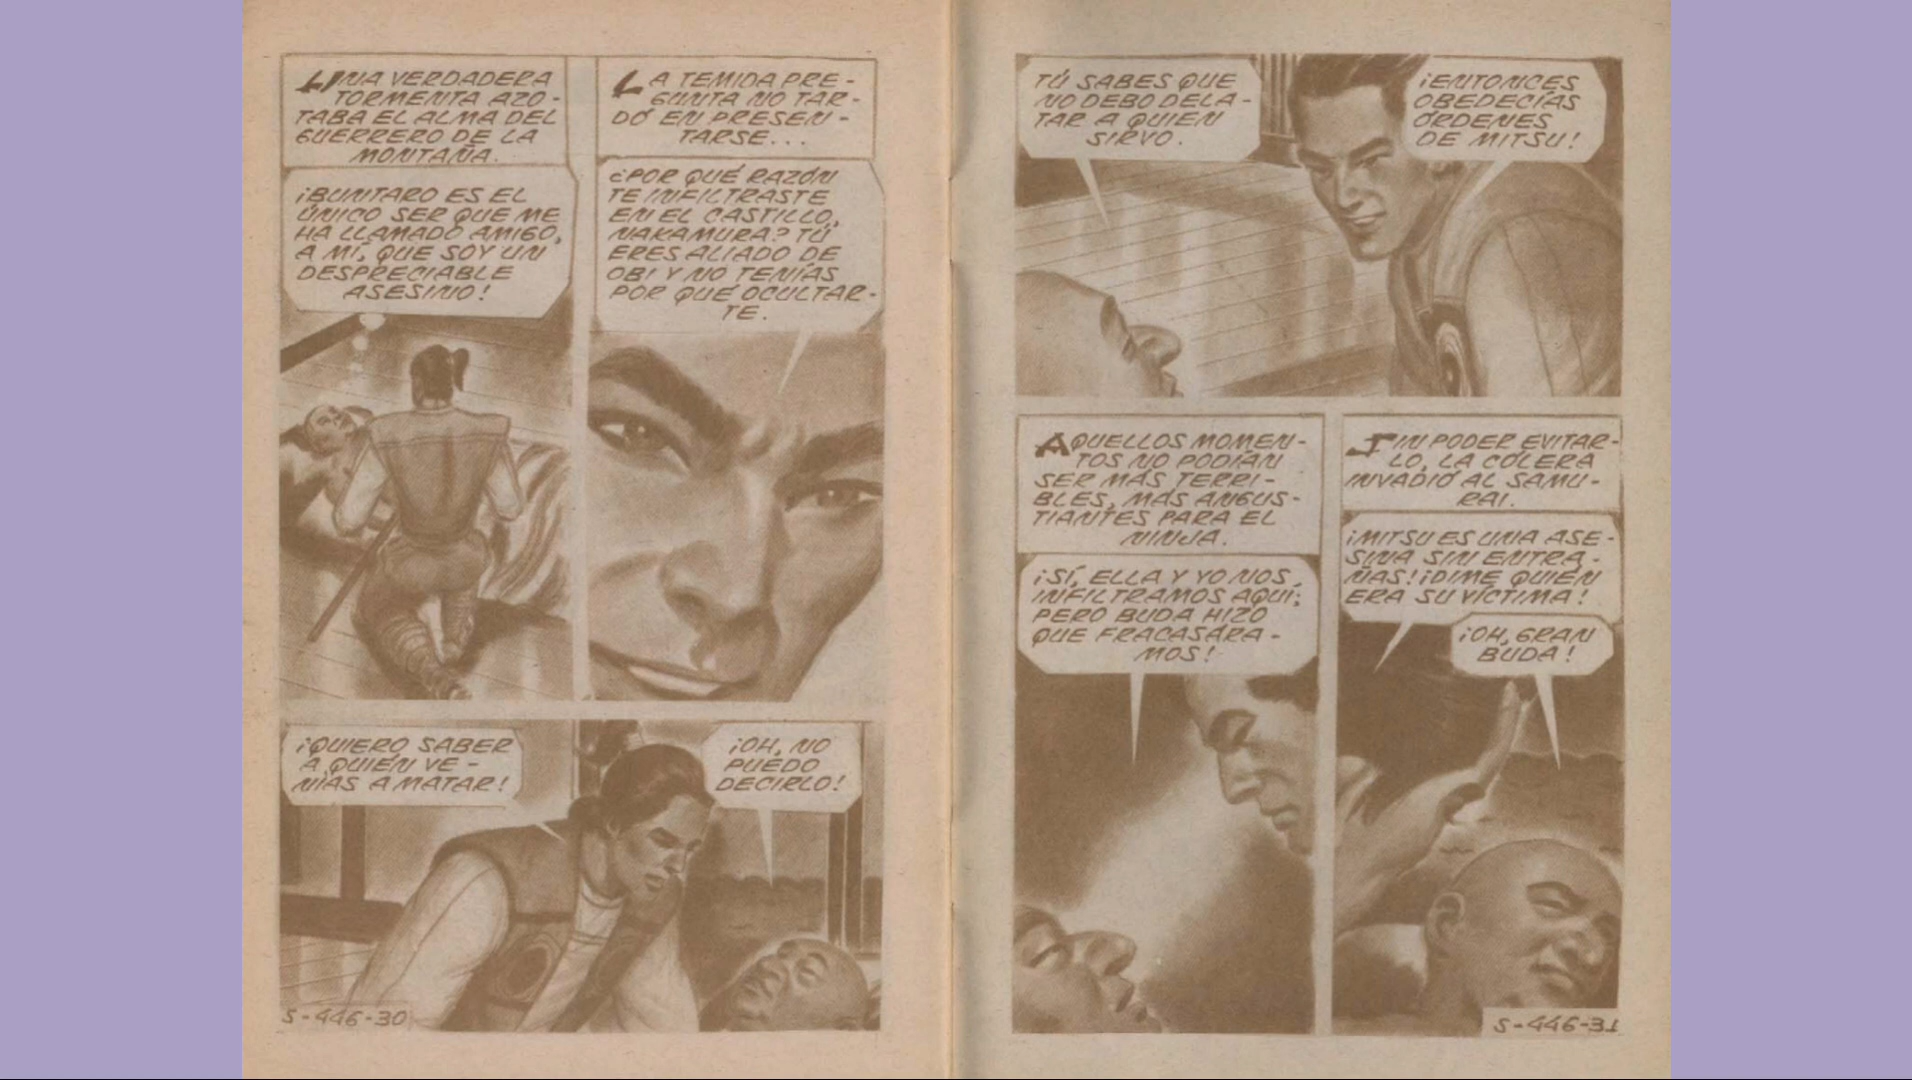 UNA VERDADERA
TORMENTA AZO-
TABA EL ALMA DEL
GUERRERO DE LA
MONTAÑA.
¡BUNTARO ES EL
ÚNICO SER QUE ME
HA LLAMADO AMIGO,
A MÍ, QUE SOY UN
DESPRECIABLE
ASESINO!
LA TEMIDA PRE-
GUNTA NO TAR-
DÓ EN PRESEN-
TARSE...
¿POR QUÉ RAZÓN
TE INFILTRASTE
EN EL CASTILLO,
NAKAMURA? TÚ
ERES ALIADO DE
OBI Y NO TENÍAS
POR QUÉ OCULTAR-
TE.
¡QUIERO SABER
A QUIÉN VE-
NÍAS A MATAR!
¡OH, NO
PUEDO
DECIRLO!
S-446-30
TÚ SABES QUE
NO DEBO DELA-
TAR A QUIEN
SIRVO.
¡ENTONCES
OBEDECÍAS
ÓRDENES
DE MITSU!
AQUELLOS MOMEN-
TOS NO PODÍAN
SER MÁS TERRI-
BLES, MÁS ANGUS-
TIANTES PARA EL
NINJA.
¡SÍ, ELLA Y YO NOS
INFILTRAMOS AQUÍ;
PERO BUDA HIZO
QUE FRACASÁRA-
MOS!
SIN PODER EVITAR-
LO, LA CÓLERA
INVADIÓ AL SAMU-
RAI.
¡MITSU ES UNA ASE-
SINA SIN ENTRA-
ÑAS! ¡DIME QUIÉN
ERA SU VÍCTIMA!
¡OH, GRAN
BUDA!
S-446-31